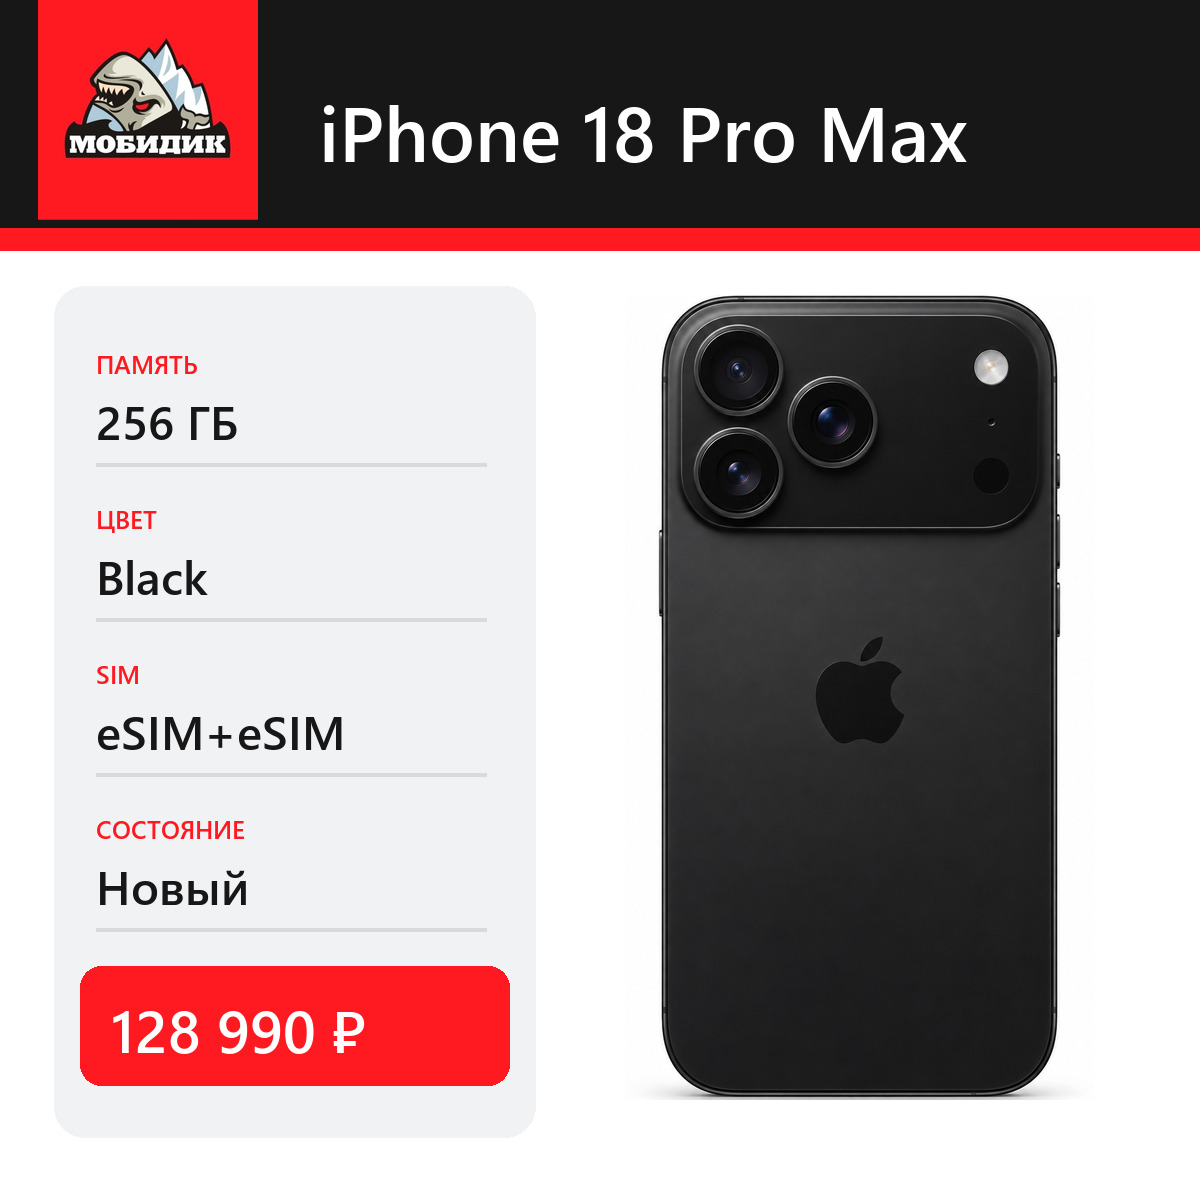 МОБИДИК
iPhone 18 Pro Max
ПАМЯТЬ
256 ГБ
ЦВЕТ
Black
SIM
eSIM+eSIM
СОСТОЯНИЕ
Новый
128 990 ₽